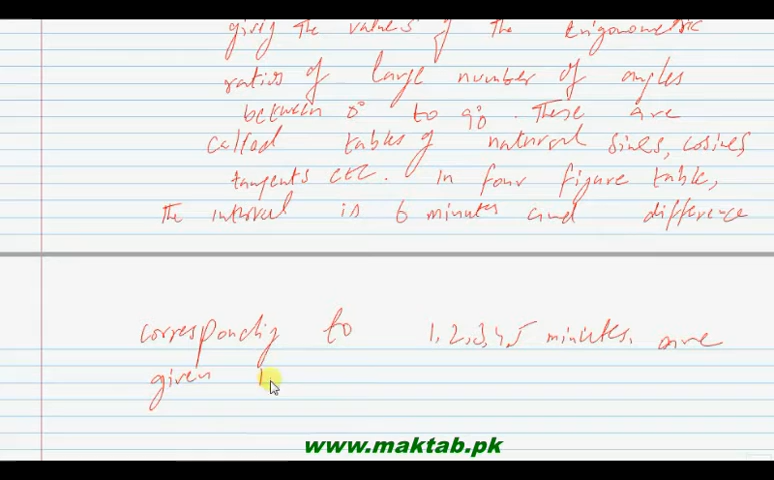 giving the values of the trigonometric
ratios of large number of angles
between 0° to 90°. These are
called tables of natural sines, cosines,
tangents etc. In four figure table,
The interval is 6 minutes and difference
corresponding to 1,2,3,4,5 minutes. are
given
www.maktab.pk